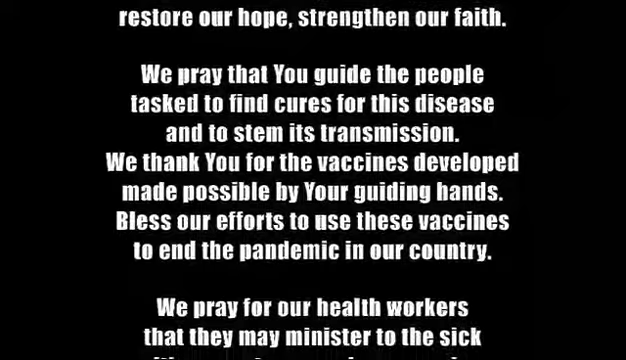 restore our hope, strengthen our faith.
We pray that You guide the people
tasked to find cures for this disease
and to stem its transmission.
We thank You for the vaccines developed
made possible by Your guiding hands.
Bless our efforts to use these vaccines
to end the pandemic in our country.
We pray for our health workers
that they may minister to the sick